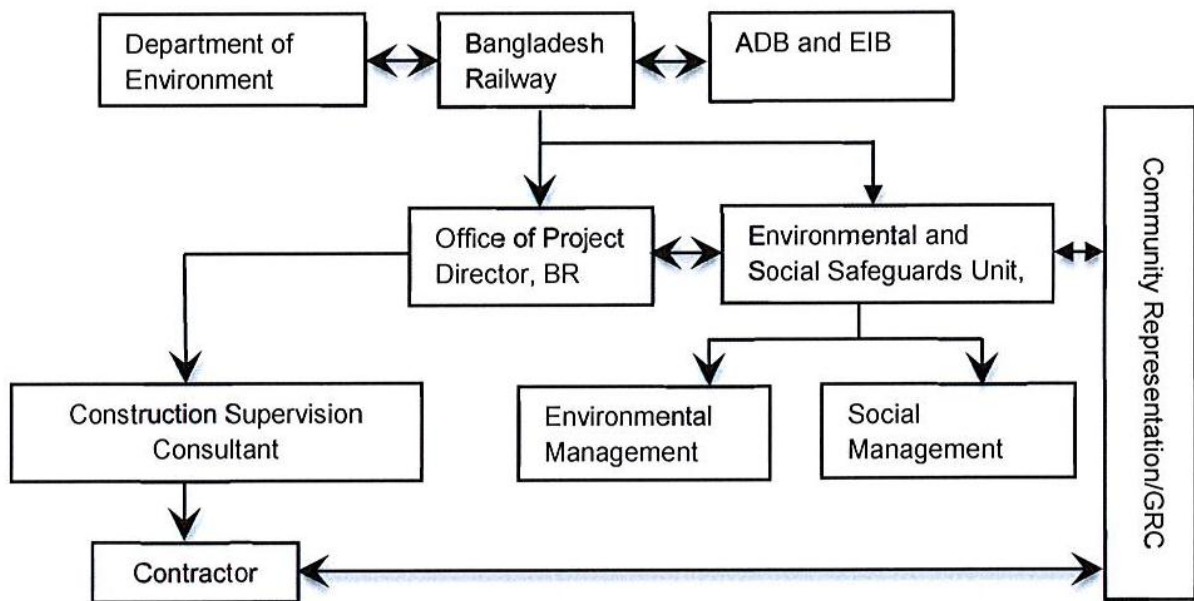 Department of
Environment
Bangladesh
Railway
ADB and EIB
Office of Project
Director, BR
Environmental and
Social Safeguards Unit,
Community Representation/GRC
Construction Supervision
Consultant
Environmental
Management
Social
Management
Contractor